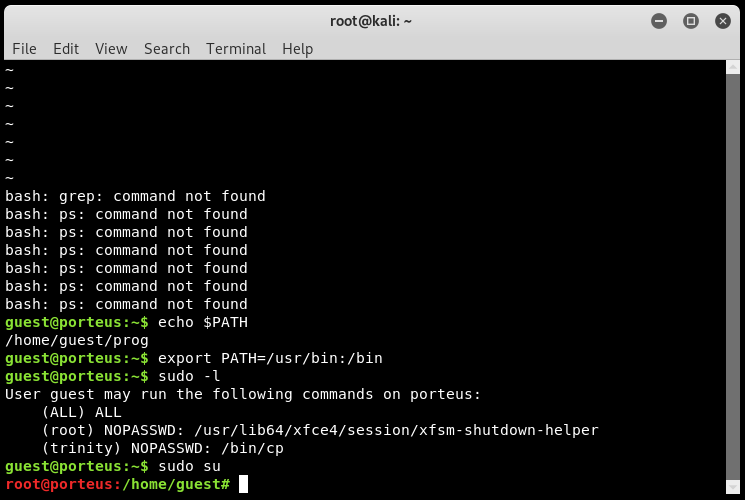 root@kali: ~
File Edit View Search Terminal Help
~
~
~
~
~
~
~
bash: grep: command not found
bash: ps: command not found
bash: ps: command not found
bash: ps: command not found
bash: ps: command not found
bash: ps: command not found
bash: ps: command not found
guest@porteus:~$ echo $PATH
/home/guest/prog
guest@porteus:~$ export PATH=/usr/bin:/bin
guest@porteus:~$ sudo -l
User guest may run the following commands on porteus:
    (ALL) ALL
    (root) NOPASSWD: /usr/lib64/xfce4/session/xfsm-shutdown-helper
    (trinity) NOPASSWD: /bin/cp
guest@porteus:~$ sudo su
root@porteus:/home/guest#